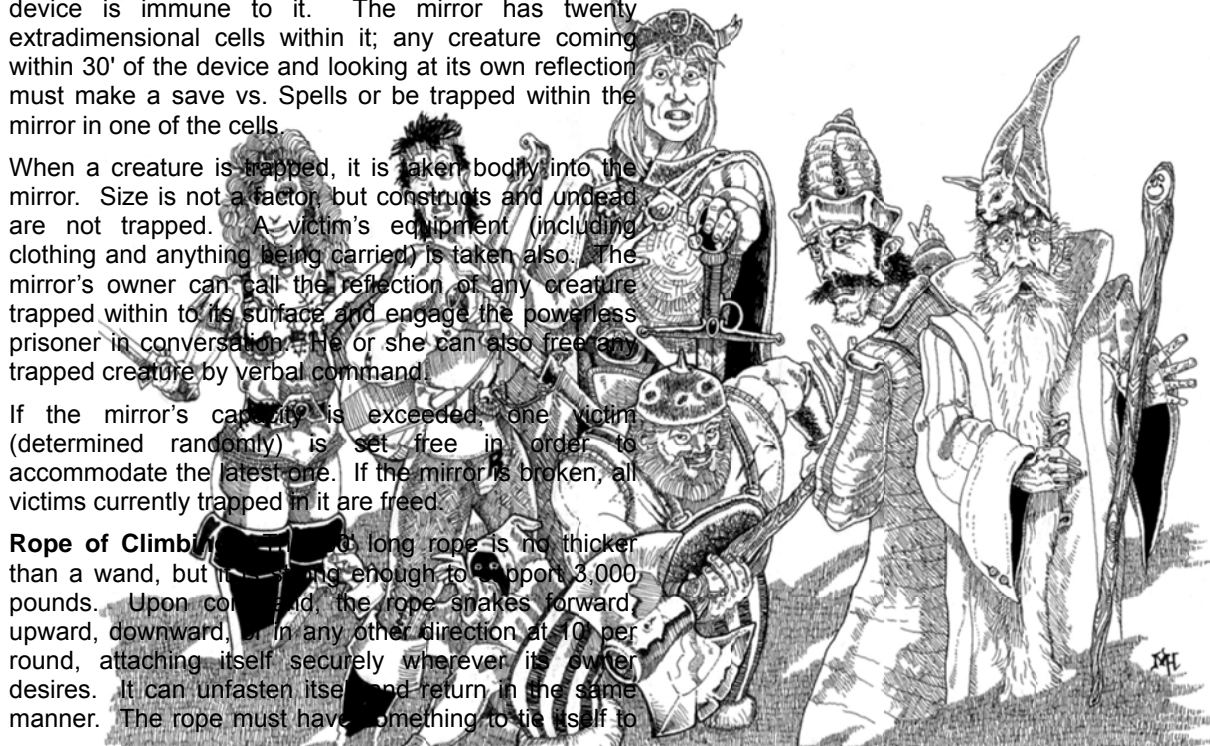 device is immune to it. The mirror has twenty
extradimensional cells within it; any creature coming
within 30' of the device and looking at its own reflection
must make a save vs. Spells or be trapped within the
mirror in one of the cells.
When a creature is trapped, it is taken bodily into the
mirror. Size is not a factor, but constructs and undead
are not trapped. A victim's equipment (including
clothing and anything being carried) is taken also. The
mirror's owner can call the reflection of any creature
trapped within to its surface and engage the powerless
prisoner in conversation. He or she can also free any
trapped creature by verbal command.
If the mirror's capacity is exceeded, one victim
(determined randomly) is set free in order to
accommodate the latest one. If the mirror is broken, all
victims currently trapped in it are freed.
Rope of Climbing long rope is no thicker
than a wand, but it is strong enough to support 3,000
pounds. Upon command, the rope snakes forward,
upward, downward, or in any other direction at 10' per
round, attaching itself securely wherever its owner
desires. It can unfasten itself and return in the same
manner. The rope must have something to tie itself to